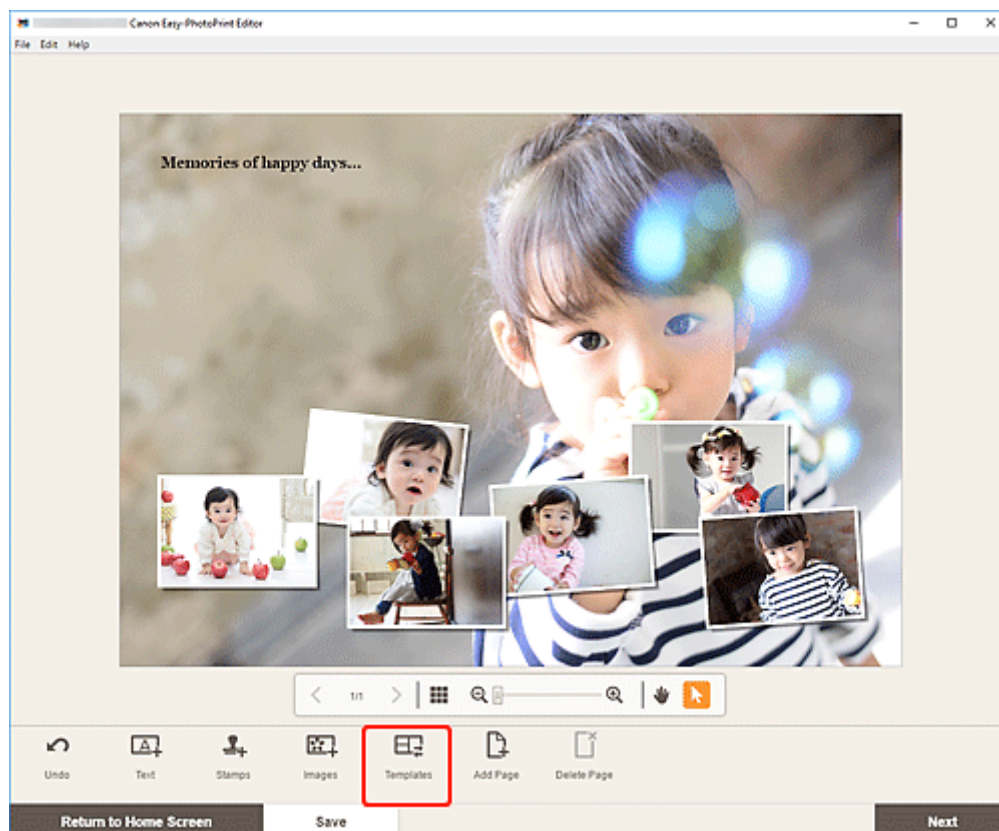 Canon Easy-PhotoPrint Editor
File Edit Help
Memories of happy days...
1/1
Undo Text Stamps Images Templates Add Page Delete Page
Return to Home Screen Save Next